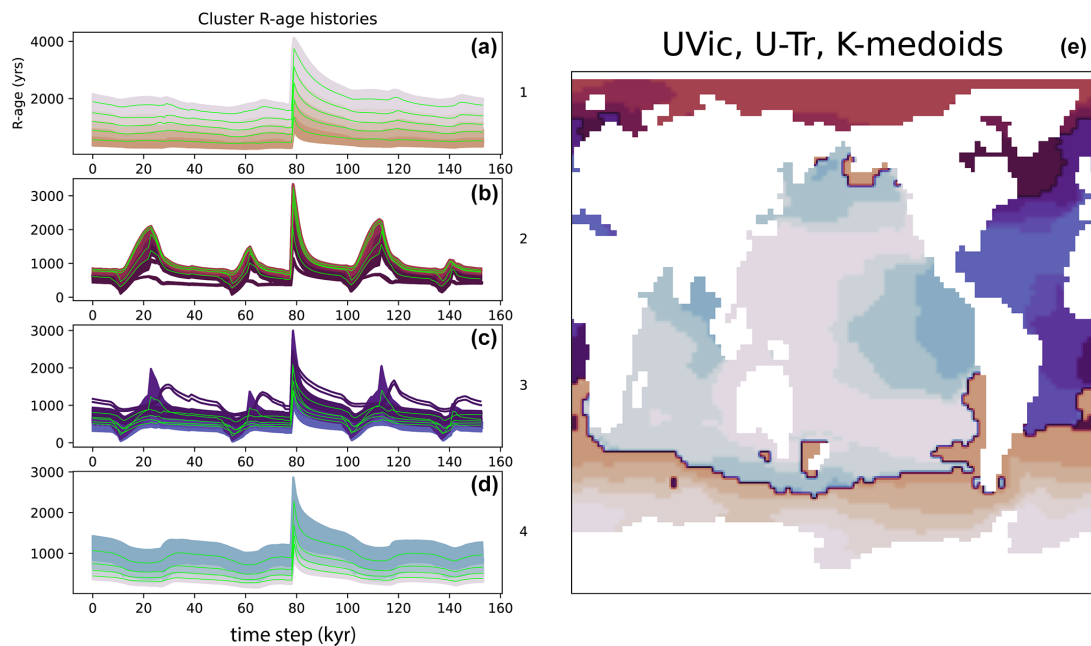 Cluster R-age histories
UVic, U-Tr, K-medoids
(e)
R-age (yrs)
4000
2000
(a)
1
0 20 40 60 80 100 120 140 160
3000
2000
1000
0
(b)
2
0 20 40 60 80 100 120 140 160
3000
2000
1000
0
(c)
3
0 20 40 60 80 100 120 140 160
3000
2000
1000
(d)
4
0 20 40 60 80 100 120 140 160
time step (kyr)